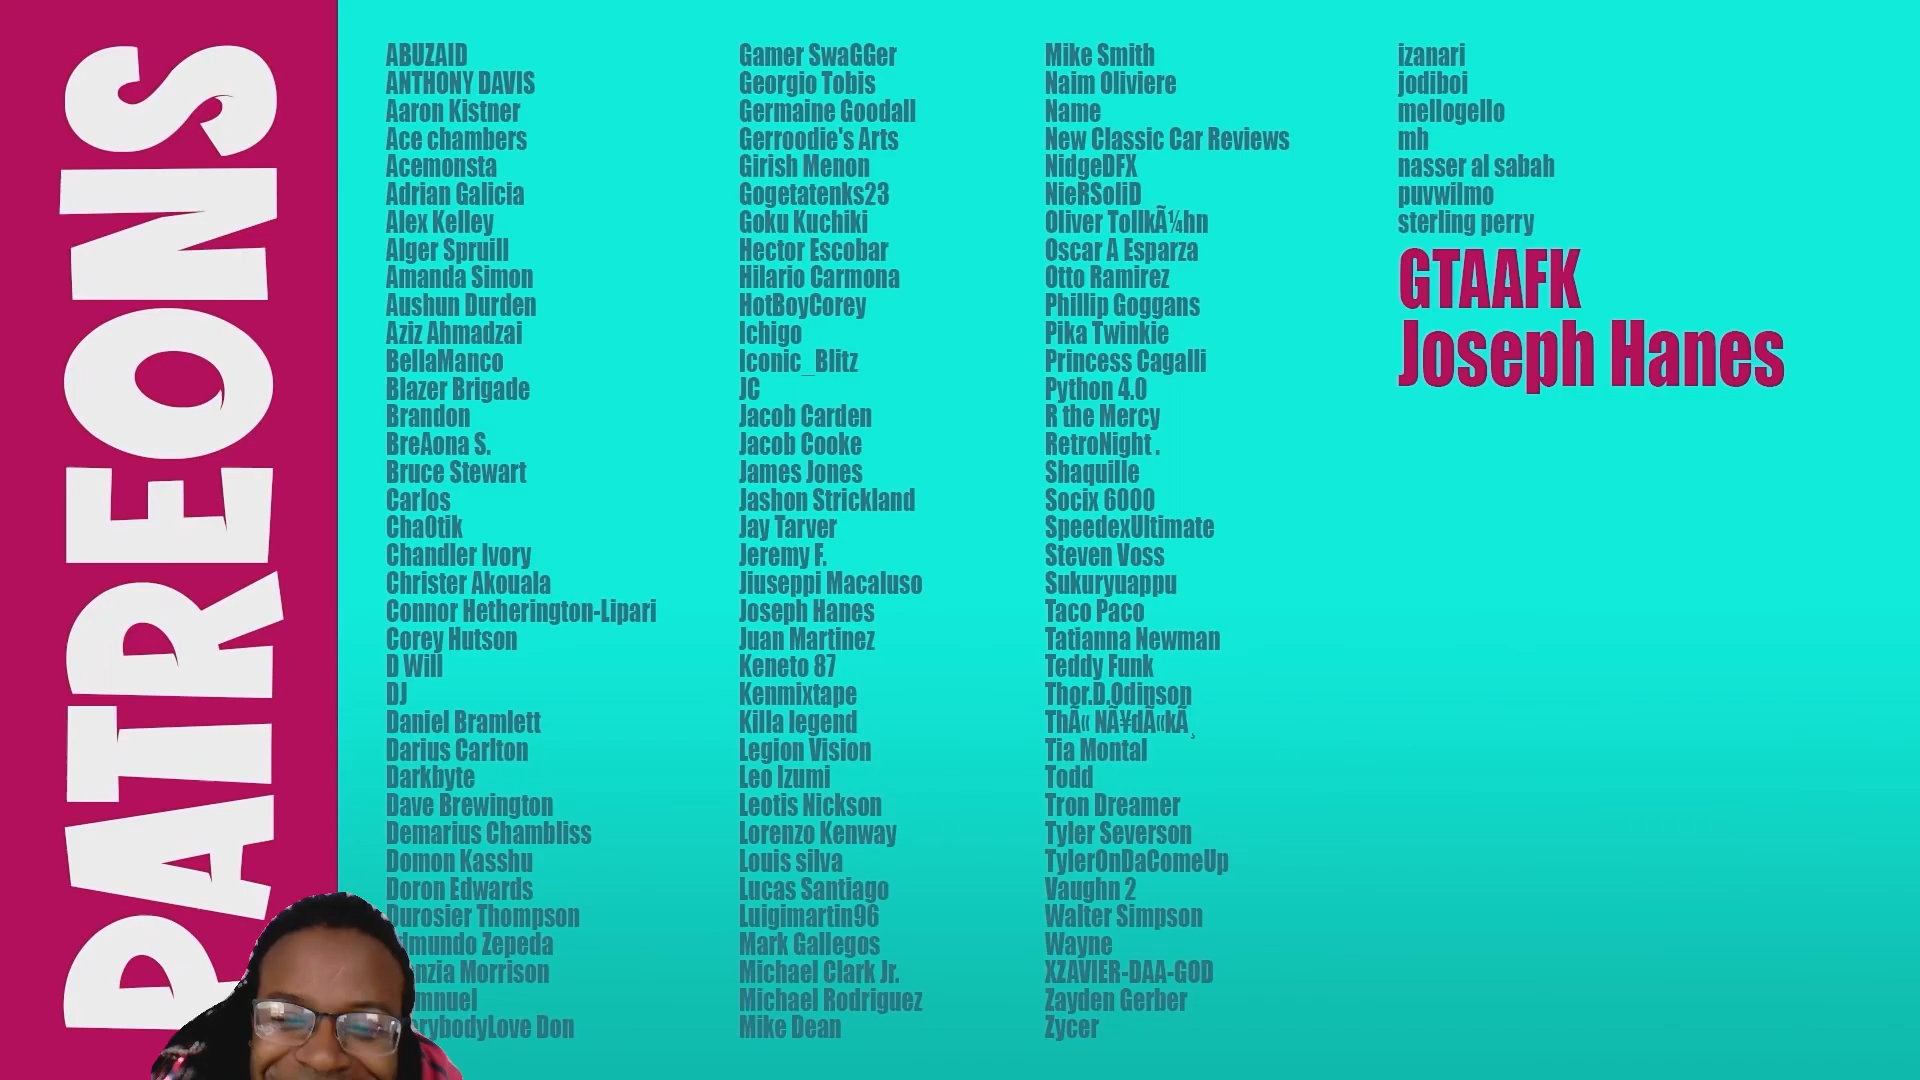 PATREONS
ABUZAID
ANTHONY DAVIS
Aaron Kistner
Ace chambers
Acemonsta
Adrian Galicia
Alex Kelley
Alger Spruill
Amanda Simon
Aushun Durden
Aziz Ahmadzai
BellaManco
Blazer Brigade
Brandon
BreAona S.
Bruce Stewart
Carlos
Cha0tik
Chandler Ivory
Christer Akouala
Connor Hetherington-Lipari
Corey Hutson
D Will
DJ
Daniel Bramlett
Darius Carlton
Darkbyte
Dave Brewington
Demarius Chambliss
Domon Kasshu
Doron Edwards
Durosier Thompson
Zepeda
Morrison
Don
Gamer SwaGGer
Georgio Tobis
Germaine Goodall
Gerroodie's Arts
Girish Menon
Gogetatenks23
Goku Kuchiki
Hector Escobar
Hilario Carmona
HotBoyCorey
Ichigo
Iconic_Blitz
JC
Jacob Carden
Jacob Cooke
James Jones
Jashon Strickland
Jay Tarver
Jeremy F.
Jiuseppi Macaluso
Joseph Hanes
Juan Martinez
Keneto 87
Kenmixtape
Killa legend
Legion Vision
Leo Izumi
Leotis Nickson
Lorenzo Kenway
Louis silva
Lucas Santiago
Luigimartin96
Mark Gallegos
Michael Clark Jr.
Michael Rodriguez
Mike Dean
Mike Smith
Naim Oliviere
Name
New Classic Car Reviews
NidgeDFX
NieRSoliD
Oliver TollkÃ¼hn
Oscar A Esparza
Otto Ramirez
Phillip Goggans
Pika Twinkie
Princess Cagalli
Python 4.0
R the Mercy
RetroNight .
Shaquille
Socix 6000
SpeedexUltimate
Steven Voss
Sukuryuappu
Taco Paco
Tatianna Newman
Teddy Funk
Thor.D.Odinson
ThÃ« NÃ¥dÃ«kÃ¸
Tia Montal
Todd
Tron Dreamer
Tyler Severson
TylerOnDaComeUp
Vaughn 2
Walter Simpson
Wayne
XZAVIER-DAA-GOD
Zayden Gerber
Zycer
izanari
jodiboi
mellogello
mh
nasser al sabah
puvwilmo
sterling perry
GTAAFK
Joseph Hanes